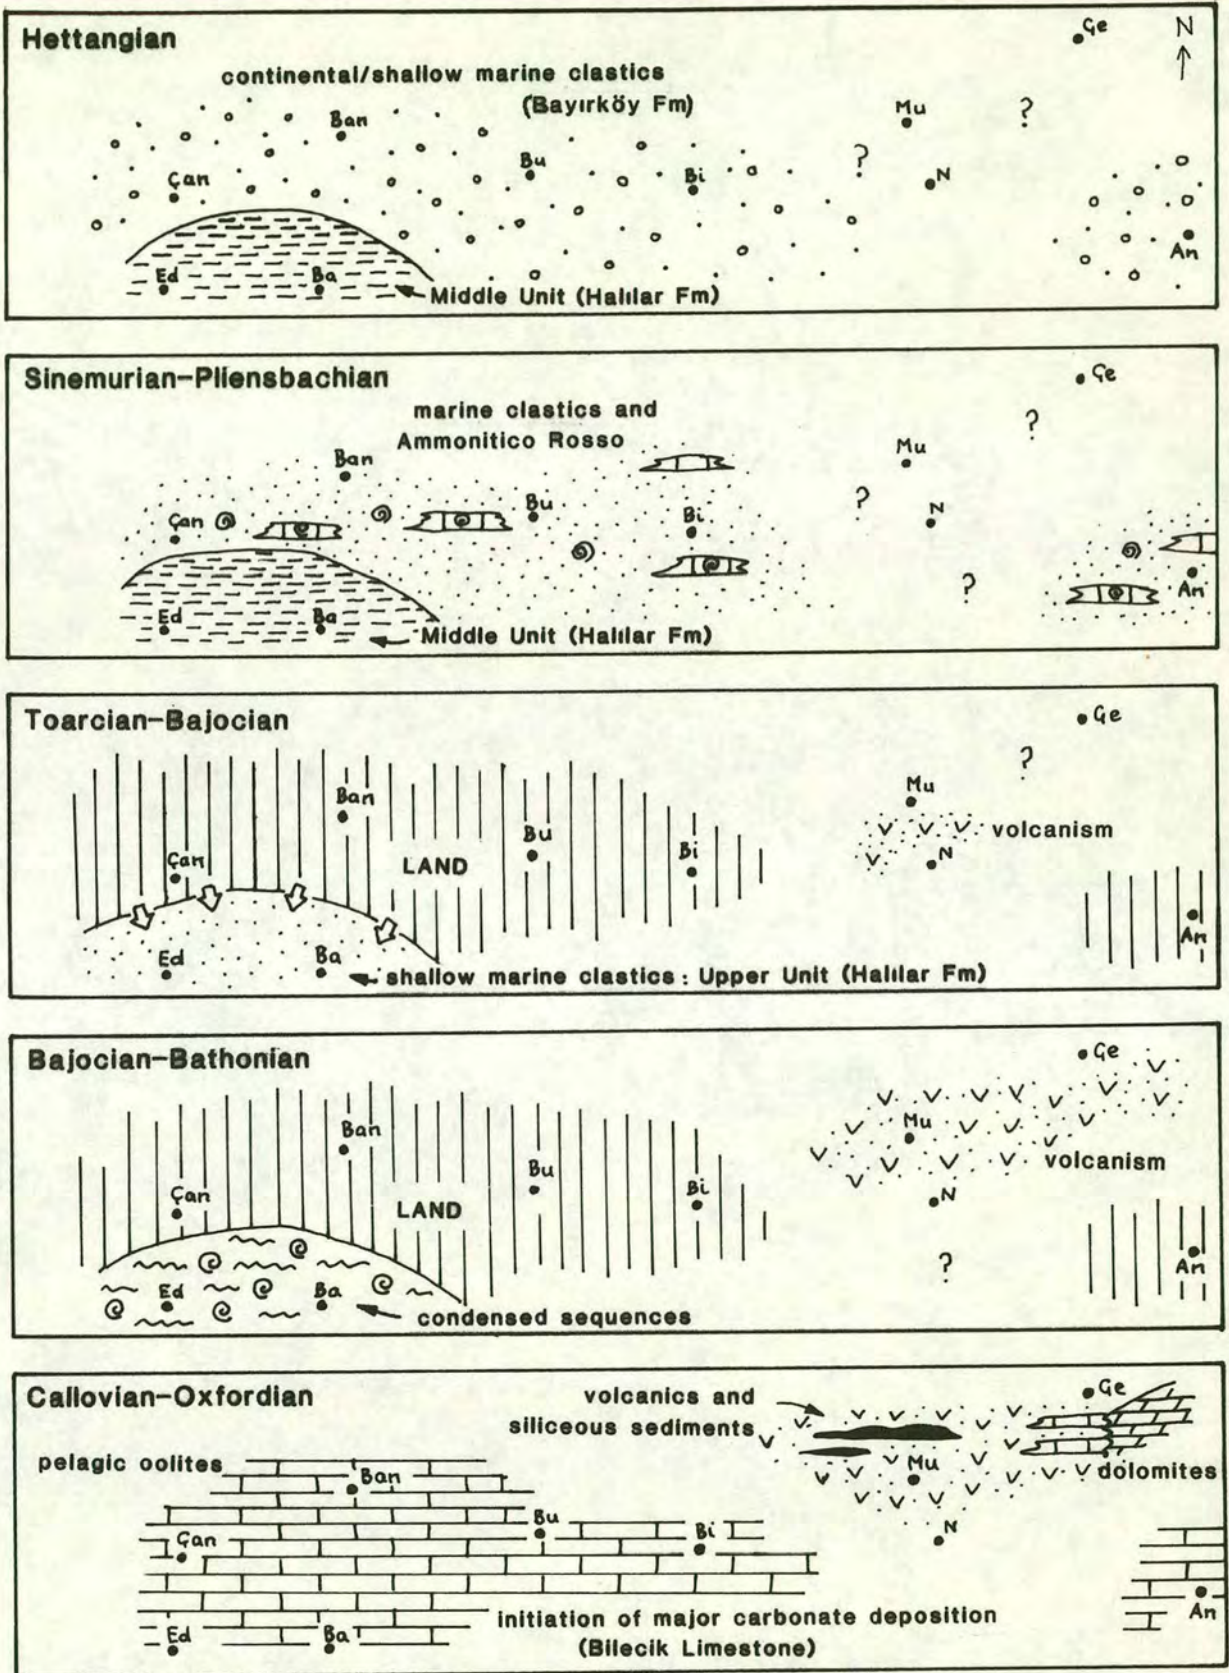 Hettangian
Ge
N
continental/shallow marine clastics
(Bayırköy Fm)
Ban
Mu
?
Bu
?
Çan
Bi
N
An
Ed
Ba
Middle Unit (Halılar Fm)
Sinemurian-Pliensbachian
Ge
marine clastics and
Ammonitico Rosso
?
Ban
Mu
?
Bu
N
Çan
Bi
?
An
Ed
Ba
Middle Unit (Halılar Fm)
Toarcian-Bajocian
Ge
?
Ban
Mu
Bu
volcanism
Çan
LAND
Bi
N
An
Ed
Ba
shallow marine clastics: Upper Unit (Halılar Fm)
Bajocian-Bathonian
Ge
Ban
Mu
Bu
volcanism
Çan
LAND
Bi
N
?
An
Ed
Ba
condensed sequences
Callovian-Oxfordian
volcanics and
siliceous sediments
Ge
pelagic oolites
Ban
Mu
dolomites
Çan
Bu
Bi
N
initiation of major carbonate deposition
(Bilecik Limestone)
An
Ed
Ba